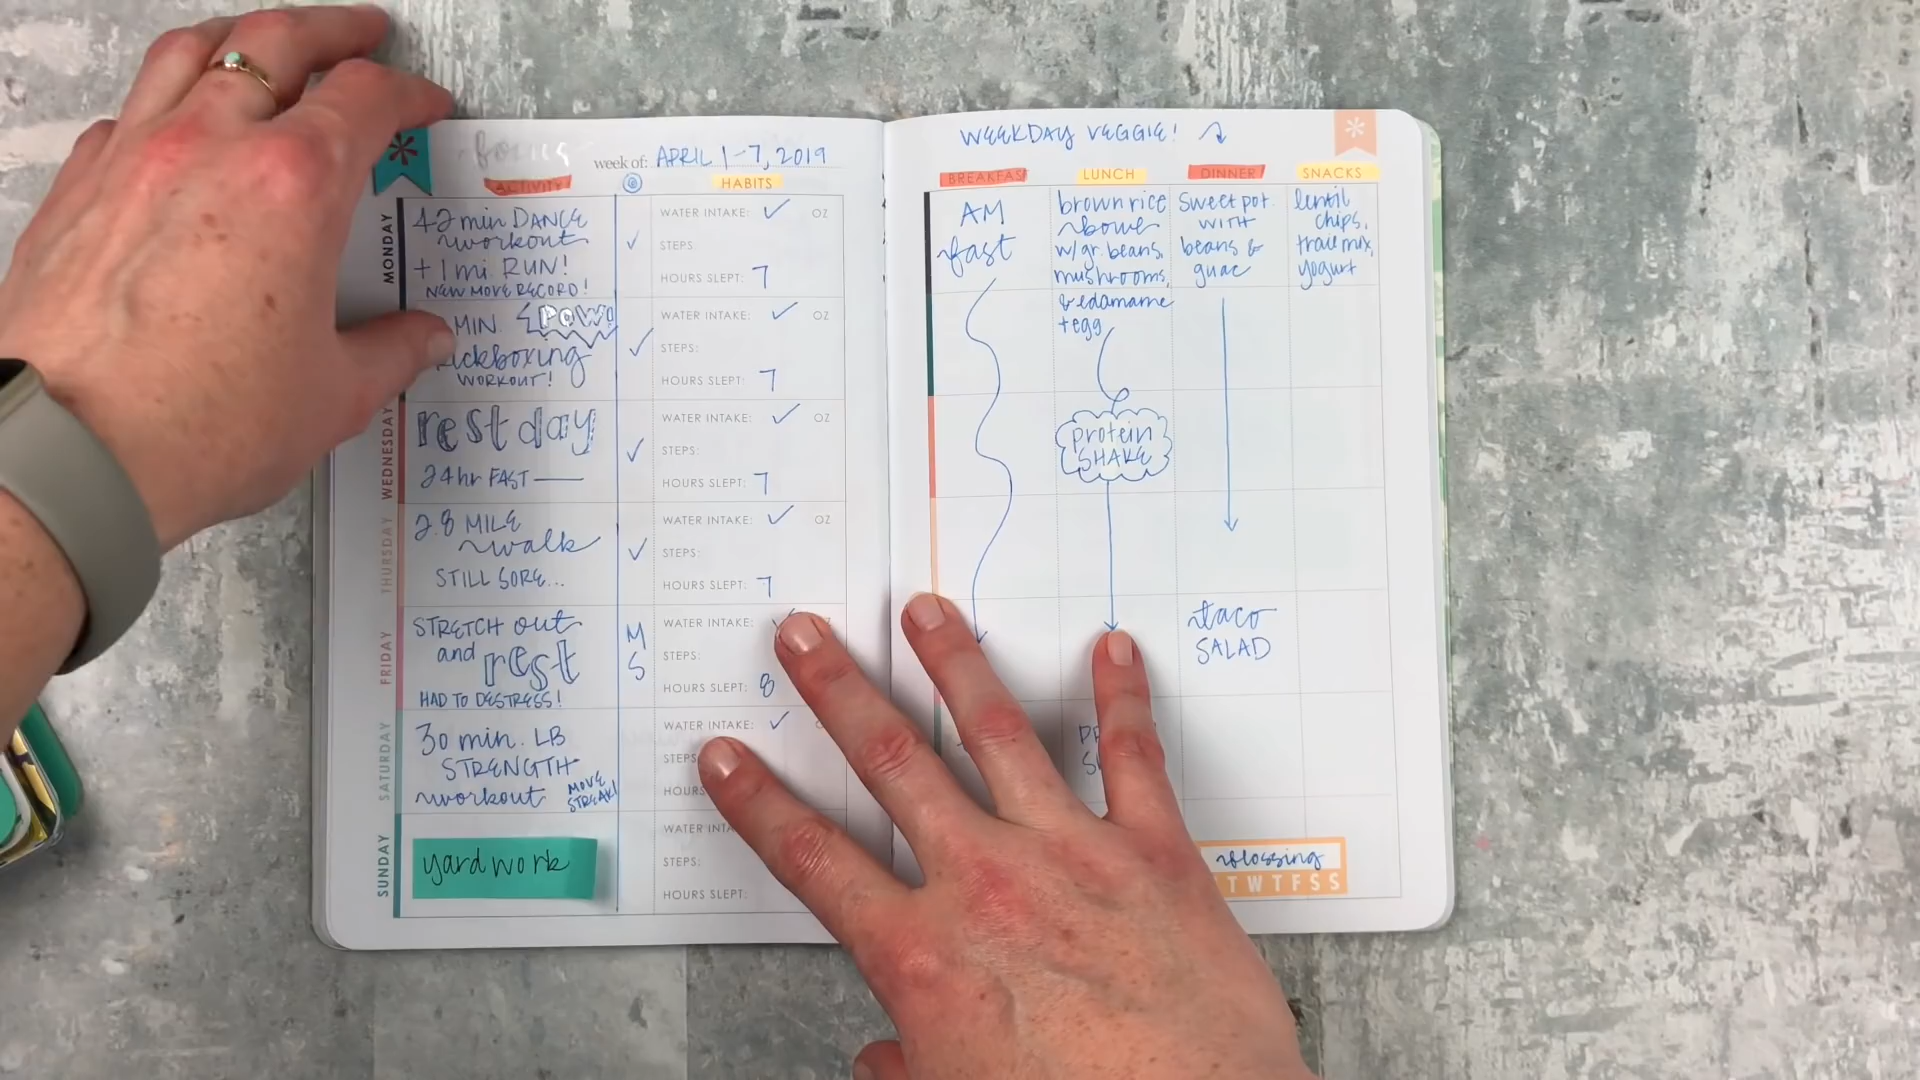 focus
week of: APRIL 1-7, 2019
ACTIVITY
HABITS
MONDAY
42 min DANCE
workout
+ 1 mi. RUN!
NEW MOVE RECORD!
WATER INTAKE: ✓ OZ
STEPS:
HOURS SLEPT: 7
MIN. POW!
kickboxing
WORKOUT!
WATER INTAKE: ✓ OZ
STEPS:
HOURS SLEPT: 7
WEDNESDAY
rest day
24 hr FAST
WATER INTAKE: ✓ OZ
STEPS:
HOURS SLEPT: 7
THURSDAY
2.8 MILE
walk
STILL SORE...
WATER INTAKE: ✓ OZ
STEPS:
HOURS SLEPT: 7
FRIDAY
STRETCH out
and rest
HAD TO DESTRESS!
M
S
WATER INTAKE:
STEPS:
HOURS SLEPT: 8
SATURDAY
30 min. LB
STRENGTH
workout
MOVE
STREAK!
WATER INTAKE: ✓
STEPS
HOURS
SUNDAY
yard work
WATER INTA
STEPS:
HOURS SLEPT:
WEEKDAY VEGGIE!
BREAKFAST
LUNCH
DINNER
SNACKS
AM
fast
brown rice
bowl
w/gr. beans,
mushrooms,
& edamame
+egg
protein
SHAKE
sweet pot.
WITH
beans &
guac
lentil
chips,
trail mix,
yogurt
taco
SALAD
flossing
T W T F S S